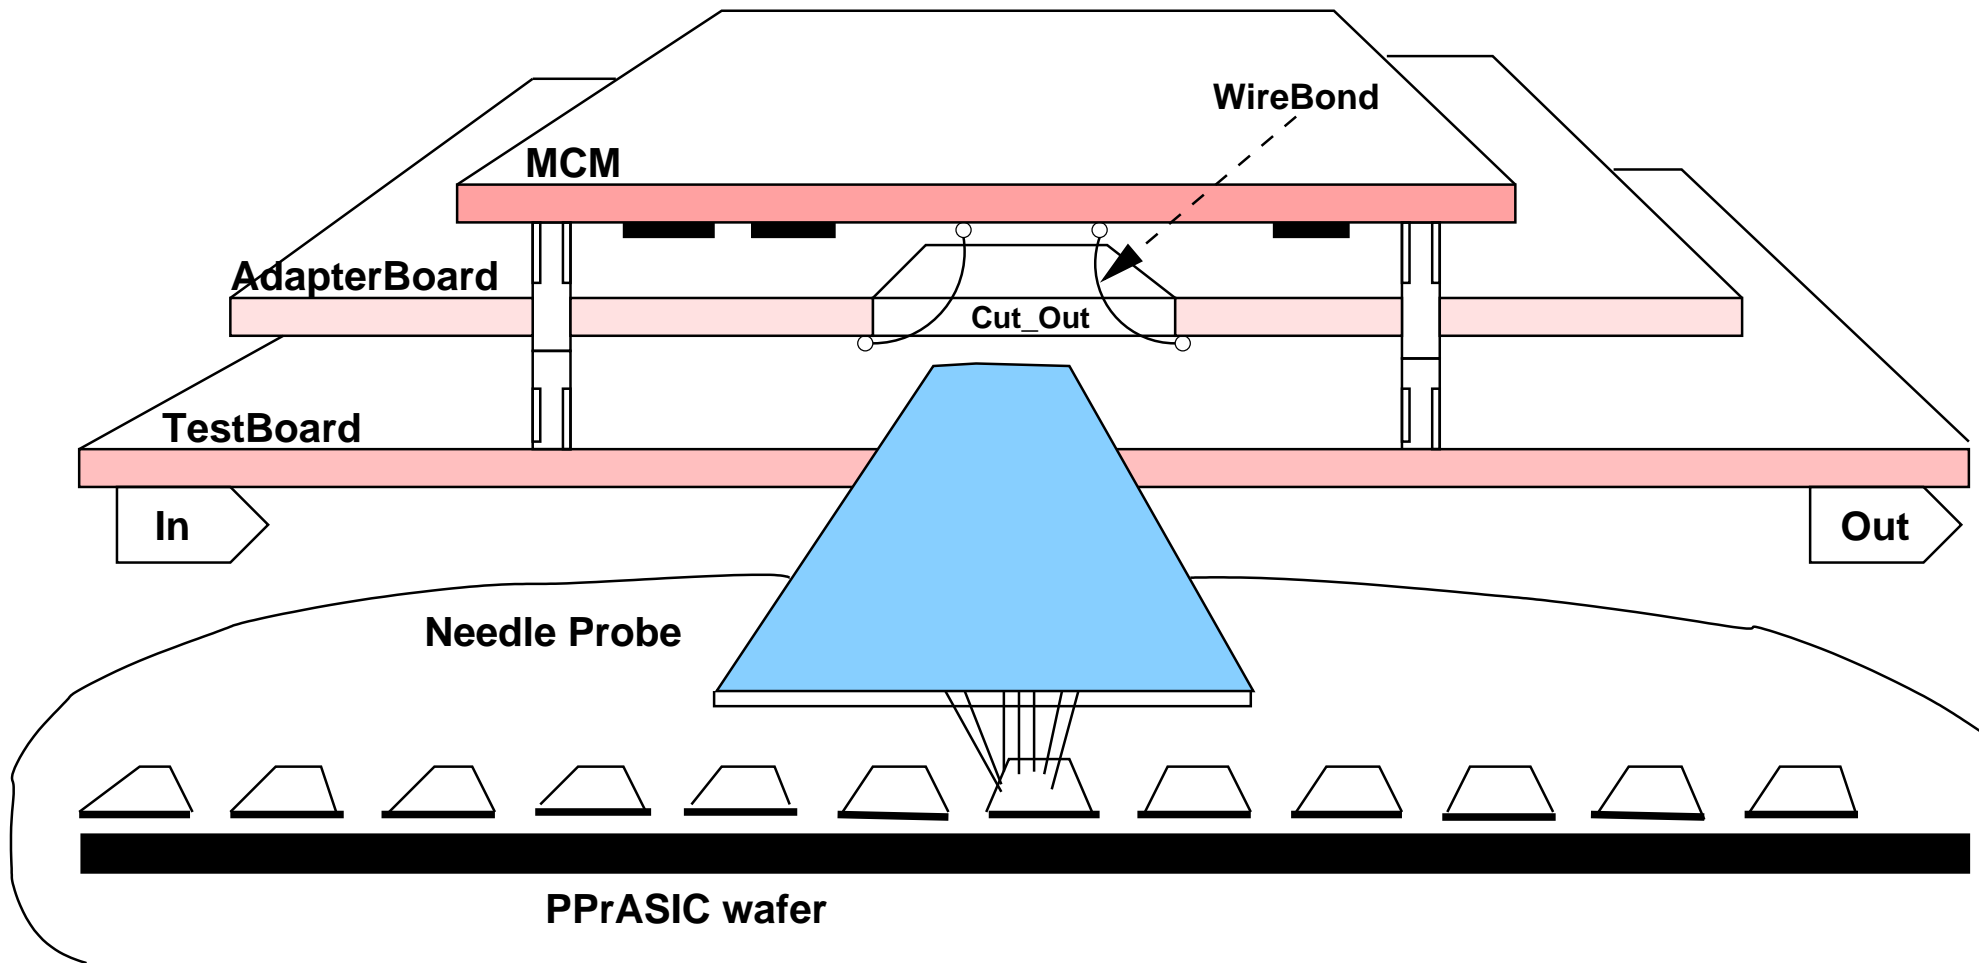 WireBond
MCM
AdapterBoard
Cut_Out
TestBoard
In
Out
Needle Probe
PPrASIC wafer